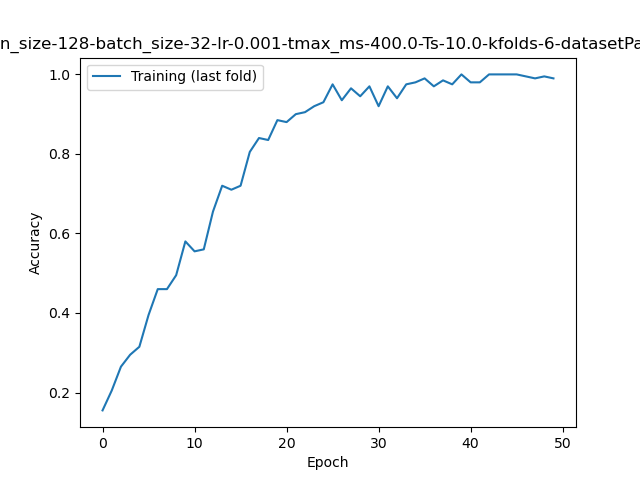 n_size-128-batch_size-32-lr-0.001-tmax_ms-400.0-Ts-10.0-kfolds-6-datasetPa
Training (last fold)
1.0
0.8
0.6
0.4
0.2
Accuracy
0 10 20 30 40 50
Epoch